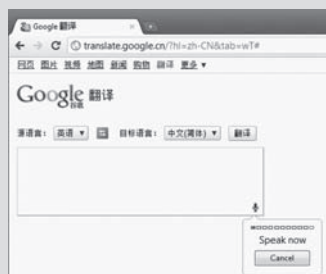 Google 翻译
translate.google.cn/?hl=zh-CN&tab=wT#
网页 图片 视频 地图 新闻 购物 翻译 更多 ▼
Google 翻译
谷歌
源语言: 英语 ▼ 目标语言: 中文(简体) ▼ 翻译
Speak now
Cancel